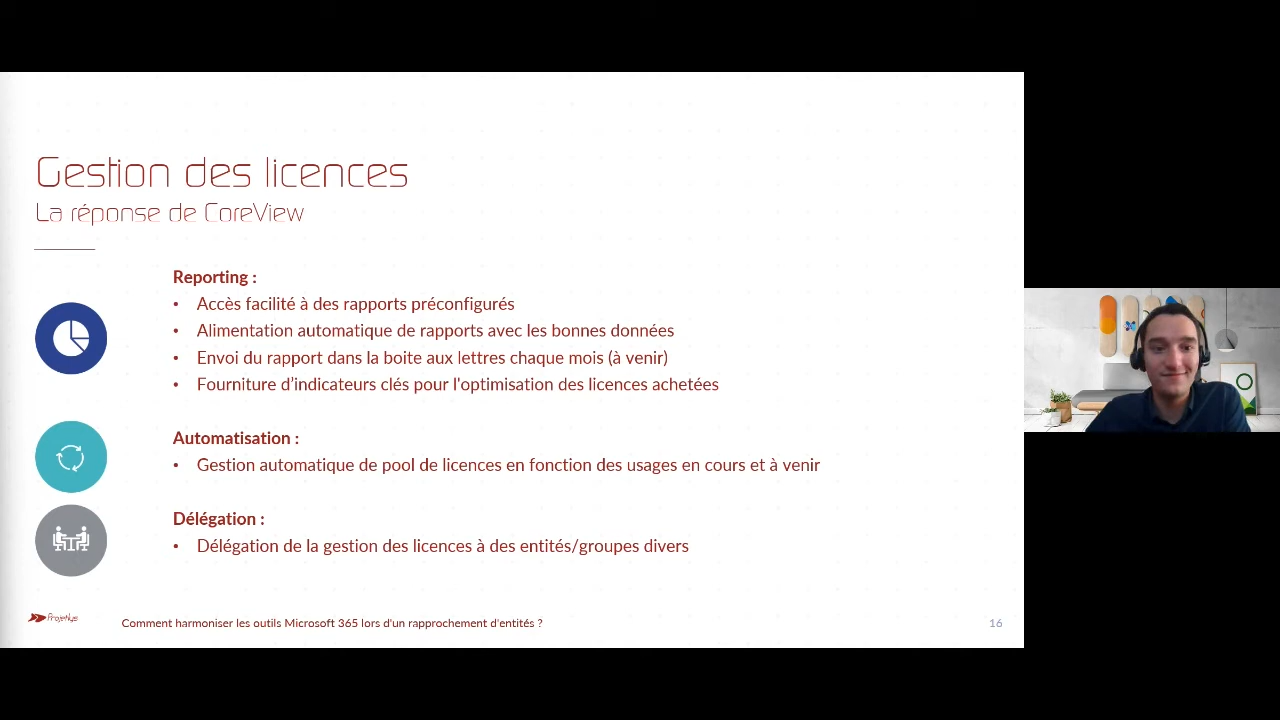 Gestion des licences
La réponse de CoreView
Reporting :
• Accès facilité à des rapports préconfigurés
• Alimentation automatique de rapports avec les bonnes données
• Envoi du rapport dans la boite aux lettres chaque mois (à venir)
• Fourniture d’indicateurs clés pour l'optimisation des licences achetées
Automatisation :
• Gestion automatique de pool de licences en fonction des usages en cours et à venir
Délégation :
• Délégation de la gestion des licences à des entités/groupes divers
Projetlys
Comment harmoniser les outils Microsoft 365 lors d'un rapprochement d'entités ?
16